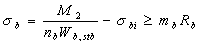 σ_b = M_2 / (n_b W_{b,stb}) − σ_{bi} ≥ m_b R_b